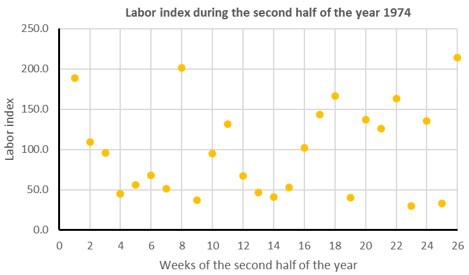 Labor index during the second half of the year 1974
250.0
200.0
150.0
100.0
50.0
0.0
Labor index
0 2 4 6 8 10 12 14 16 18 20 22 24 26
Weeks of the second half of the year